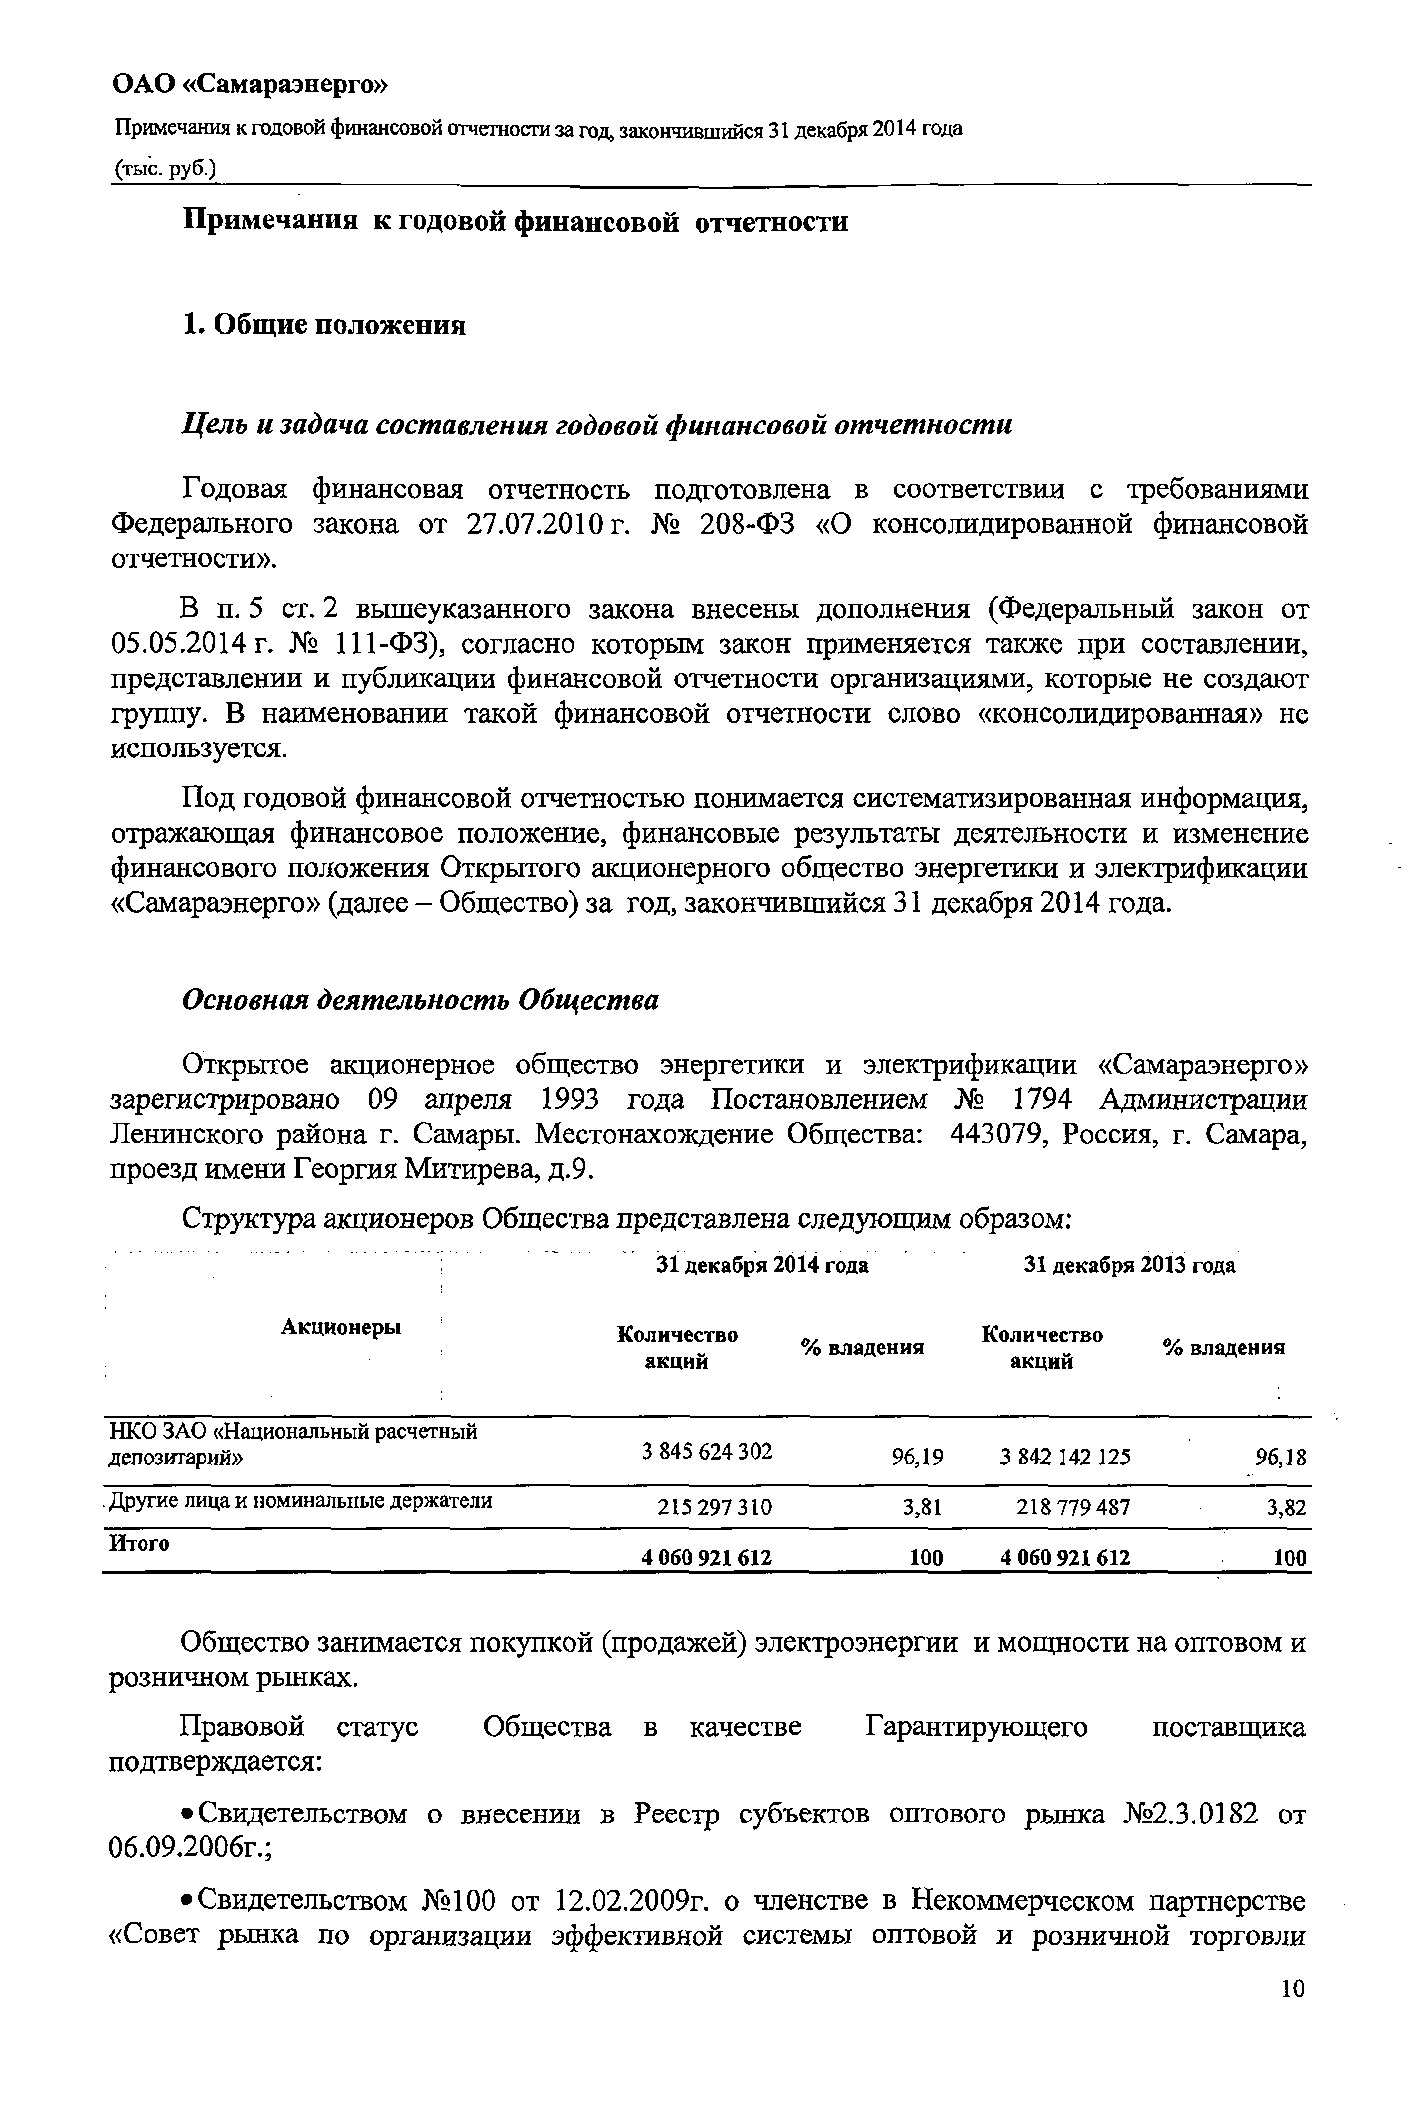 ОАО «Самараэнерго»
Примечания к годовой финансовой отчетности за год, закончившийся 31 декабря 2014 года
(тыс. руб.)
Примечания к годовой финансовой отчетности
1. Общие положения
Цель и задача составления годовой финансовой отчетности
Годовая финансовая отчетность подготовлена в соответствии с требованиями
Федерального закона от 27.07.2010 г. № 208-ФЗ «О консолидированной финансовой
отчетности».
В п. 5 ст. 2 вышеуказанного закона внесены дополнения (Федеральный закон от
05.05.2014 г. № 111-ФЗ), согласно которым закон применяется также при составлении,
представлении и публикации финансовой отчетности организациями, которые не создают
группу. В наименовании такой финансовой отчетности слово «консолидированная» не
используется.
Под годовой финансовой отчетностью понимается систематизированная информация,
отражающая финансовое положение, финансовые результаты деятельности и изменение
финансового положения Открытого акционерного общество энергетики и электрификации
«Самараэнерго» (далее – Общество) за год, закончившийся 31 декабря 2014 года.
Основная деятельность Общества
Открытое акционерное общество энергетики и электрификации «Самараэнерго»
зарегистрировано 09 апреля 1993 года Постановлением № 1794 Администрации
Ленинского района г. Самары. Местонахождение Общества: 443079, Россия, г. Самара,
проезд имени Георгия Митирева, д.9.
Структура акционеров Общества представлена следующим образом:
31 декабря 2014 года 31 декабря 2013 года
Акционеры Количество акций % владения Количество акций % владения
НКО ЗАО «Национальный расчетный
депозитарий» 3 845 624 302 96,19 3 842 142 125 96,18
Другие лица и номинальные держатели 215 297 310 3,81 218 779 487 3,82
Итого 4 060 921 612 100 4 060 921 612 100
Общество занимается покупкой (продажей) электроэнергии и мощности на оптовом и
розничном рынках.
Правовой статус Общества в качестве Гарантирующего поставщика
подтверждается:
•Свидетельством о внесении в Реестр субъектов оптового рынка №2.3.0182 от
06.09.2006г.;
•Свидетельством №100 от 12.02.2009г. о членстве в Некоммерческом партнерстве
«Совет рынка по организации эффективной системы оптовой и розничной торговли
10